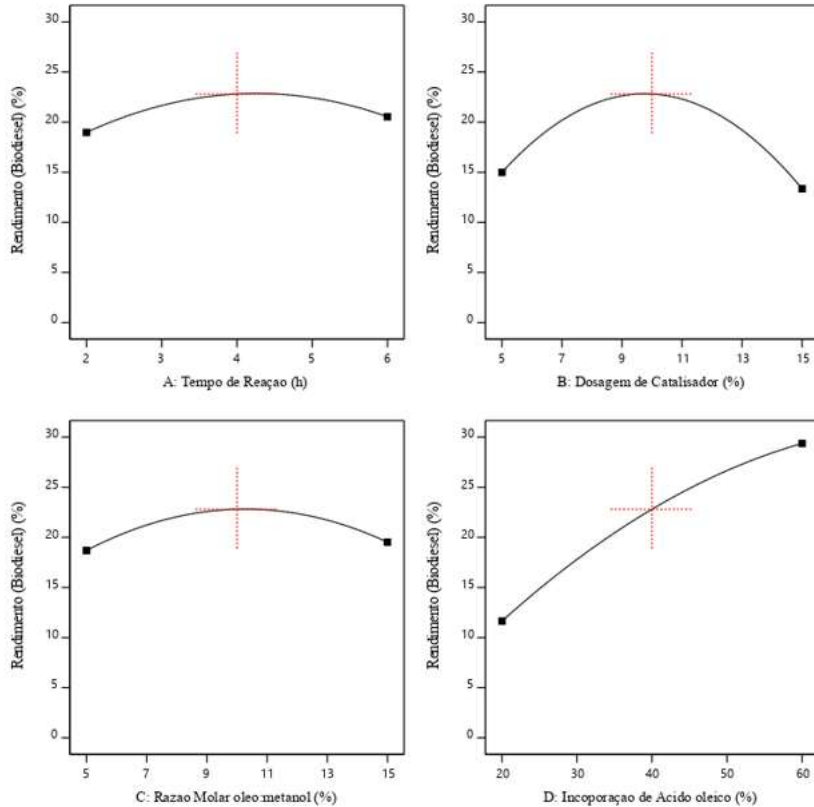 Rendimento (Biodiesel) (%)
30
25
20
15
10
5
0
2 3 4 5 6
A: Tempo de Reaçao (h)
Rendimento (Biodiesel) (%)
30
25
20
15
10
5
0
5 7 9 11 13 15
B: Dosagem de Catalisador (%)
Rendimento (Biodiesel) (%)
30
25
20
15
10
5
0
5 7 9 11 13 15
C: Razao Molar oleo:metanol (%)
Rendimento (Biodiesel) (%)
30
25
20
15
10
5
0
20 30 40 50 60
D: Incoporaçao de Acido oleico (%)